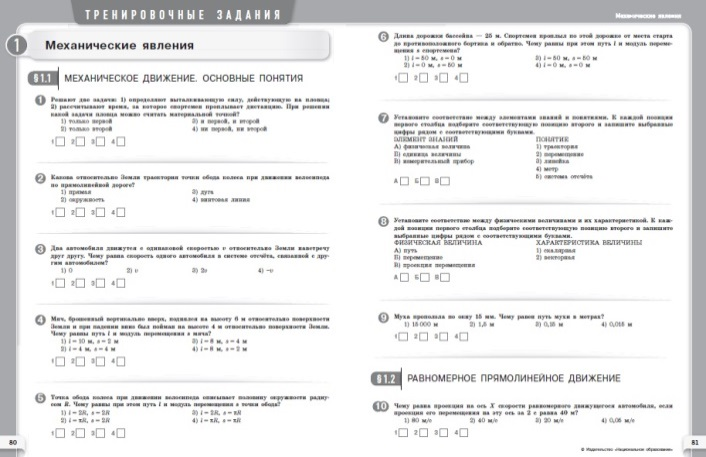 ТРЕНИРОВОЧНЫЕ ЗАДАНИЯ
1 Механические явления
§ 1.1 МЕХАНИЧЕСКОЕ ДВИЖЕНИЕ. ОСНОВНЫЕ ПОНЯТИЯ
1 Решают две задачи: 1) определяют выталкивающую силу, действующую на пловца;
2) рассчитывают время, за которое спортсмен проплывает дистанцию. При решении
какой задачи пловца можно считать материальной точкой?
1) только первой 3) и первой, и второй
2) только второй 4) ни первой, ни второй
1 2 3 4
2 Какова относительно Земли траектория точки обода колеса при движении велосипеда
по прямолинейной дороге?
1) прямая 3) дуга
2) окружность 4) винтовая линия
1 2 3 4
3 Два автомобиля движутся с одинаковой скоростью v относительно Земли навстречу
друг другу. Чему равна скорость одного автомобиля в системе отсчёта, связанной с дру-
гим автомобилем?
1) 0 2) v 3) 2v 4) -v
1 2 3 4
4 Мяч, брошенный вертикально вверх, поднялся на высоту 6 м относительно поверхности
Земли и при падении вниз был пойман на высоте 4 м относительно поверхности Земли.
Чему равны путь l и модуль перемещения s мяча?
1) l = 10 м, s = 2 м 3) l = 8 м, s = 4 м
2) l = 4 м, s = 4 м 4) l = 8 м, s = 2 м
1 2 3 4
5 Точка обода колеса при движении велосипеда описывает половину окружности радиу-
сом R. Чему равны при этом путь l и модуль перемещения s точки обода?
1) l = 2R, s = 2R 3) l = 2R, s = πR
2) l = πR, s = 2R 4) l = πR, s = πR
1 2 3 4
80
Механические явления
6 Длина дорожки бассейна — 25 м. Спортсмен проплыл по этой дорожке от места старта
до противоположного бортика и обратно. Чему равны при этом путь l и модуль переме-
щения s спортсмена?
1) l = 50 м, s = 0 м 3) l = 50 м, s = 50 м
2) l = 0 м, s = 50 м 4) l = 0 м, s = 0 м
1 2 3 4
7 Установите соответствие между элементами знаний и понятиями. К каждой позиции
первого столбца подберите соответствующую позицию второго и запишите выбранные
цифры рядом с соответствующими буквами.
ЭЛЕМЕНТ ЗНАНИЙ ПОНЯТИЕ
А) физическая величина 1) траектория
Б) единица величины 2) перемещение
В) измерительный прибор 3) линейка
4) метр
5) система отсчёта
А Б В
8 Установите соответствие между физическими величинами и их характеристикой. К каж-
дой позиции первого столбца подберите соответствующую позицию второго и запишите
выбранные цифры рядом с соответствующими буквами.
ФИЗИЧЕСКАЯ ВЕЛИЧИНА ХАРАКТЕРИСТИКА ВЕЛИЧИНЫ
А) путь 1) скалярная
Б) перемещение 2) векторная
В) проекция перемещения
А Б В
9 Муха проползла по окну 15 мм. Чему равен путь мухи в метрах?
1) 15 000 м 2) 1,5 м 3) 0,15 м 4) 0,015 м
1 2 3 4
§ 1.2 РАВНОМЕРНОЕ ПРЯМОЛИНЕЙНОЕ ДВИЖЕНИЕ
10 Чему равна проекция на ось X скорости равномерно движущегося автомобиля, если
проекция его перемещения на эту ось за 2 с равна 40 м?
1) 80 м/с 2) 40 м/с 3) 20 м/с 4) 0,05 м/с
1 2 3 4
© Издательство «Национальное образование»
81